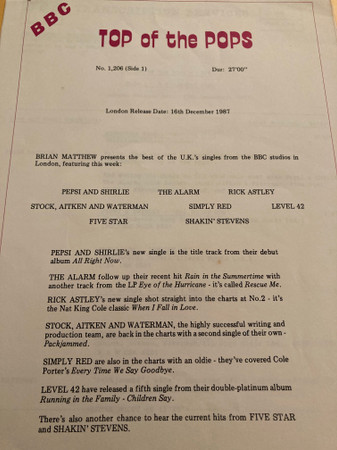 BBC
TOP of the POPS
No. 1,206 (Side 1) Dur: 27'00"
London Release Date: 16th December 1987
BRIAN MATTHEW presents the best of the U.K.'s singles from the BBC studios in
London, featuring this week:
PEPSI AND SHIRLIE THE ALARM RICK ASTLEY
STOCK, AITKEN AND WATERMAN SIMPLY RED LEVEL 42
FIVE STAR SHAKIN' STEVENS
PEPSI AND SHIRLIE's new single is the title track from their debut
album All Right Now.
THE ALARM follow up their recent hit Rain in the Summertime with
another track from the LP Eye of the Hurricane - it's called Rescue Me.
RICK ASTLEY's new single shot straight into the charts at No.2 - it's
the Nat King Cole classic When I Fall in Love.
STOCK, AITKEN AND WATERMAN, the highly successful writing and
production team, are back in the charts with a second single of their own -
Packjammed.
SIMPLY RED are also in the charts with an oldie - they've covered Cole
Porter's Every Time We Say Goodbye.
LEVEL 42 have released a fifth single from their double-platinum album
Running in the Family - Children Say.
There's also another chance to hear the current hits from FIVE STAR
and SHAKIN' STEVENS.